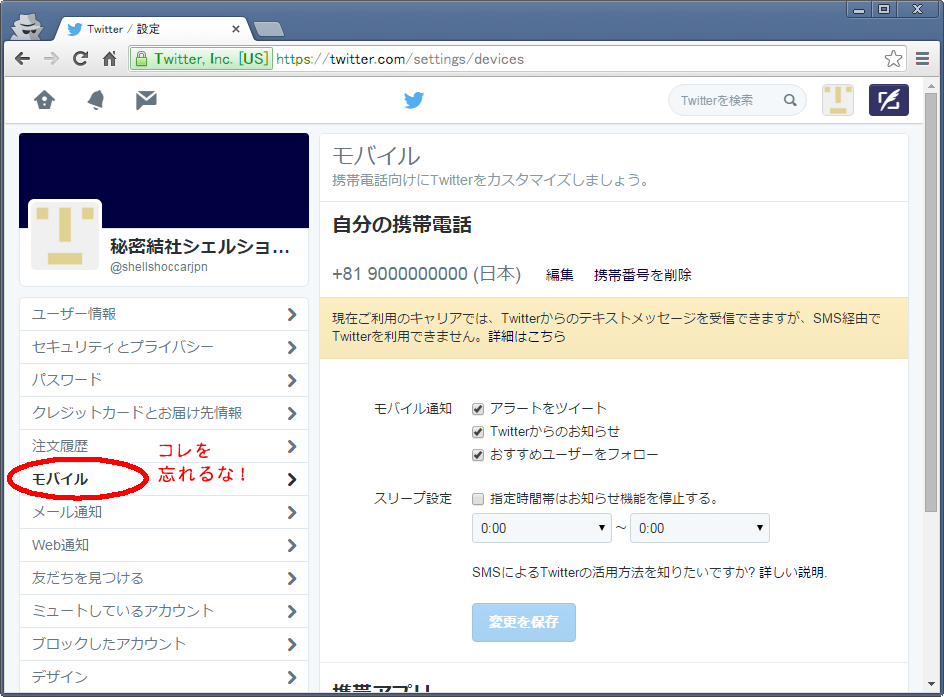 Twitter / 設定
Twitter, Inc. [US] https://twitter.com/settings/devices
Twitterを検索
秘密結社シェルショ...
@shellshoccarjpn
ユーザー情報
セキュリティとプライバシー
パスワード
クレジットカードとお届け先情報
注文履歴
モバイル
コレを
忘れるな!
メール通知
Web通知
友だちを見つける
ミュートしているアカウント
ブロックしたアカウント
デザイン
モバイル
携帯電話向けにTwitterをカスタマイズしましょう。
自分の携帯電話
+81 9000000000 (日本) 編集 携帯番号を削除
現在ご利用のキャリアでは、Twitterからのテキストメッセージを受信できますが、SMS経由で
Twitterを利用できません。詳細はこちら
モバイル通知 アラートをツイート
Twitterからのお知らせ
おすすめユーザーをフォロー
スリープ設定 指定時間帯はお知らせ機能を停止する。
0:00 ～ 0:00
SMSによるTwitterの活用方法を知りたいですか? 詳しい説明.
変更を保存
携帯アプリ